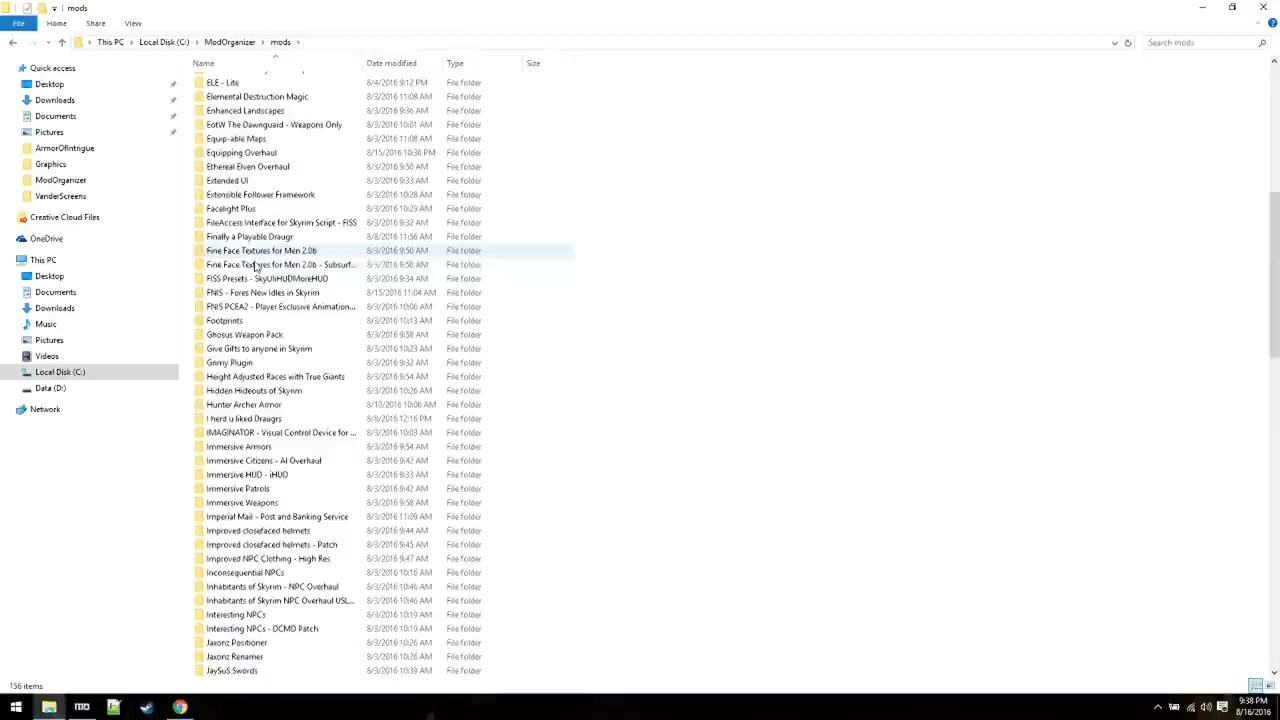 mods
File Home Share View
This PC Local Disk (C:) ModOrganizer mods
Search mods
Name Date modified Type Size
Quick access
Desktop
Downloads
Documents
Pictures
ArmorOfIntrigue
Graphics
ModOrganizer
VanderScreens
Creative Cloud Files
OneDrive
This PC
Desktop
Documents
Downloads
Music
Pictures
Videos
Local Disk (C:)
Data (D:)
Network
ELE - Lite 8/4/2016 9:12 PM File folder
Elemental Destruction Magic 8/3/2016 11:08 AM File folder
Enhanced Landscapes 8/3/2016 9:36 AM File folder
EotW The Dawnguard - Weapons Only 8/3/2016 10:01 AM File folder
Equip-able Maps 8/3/2016 11:08 AM File folder
Equipping Overhaul 8/15/2016 10:36 PM File folder
Ethereal Elven Overhaul 8/3/2016 9:50 AM File folder
Extended UI 8/3/2016 9:33 AM File folder
Extensible Follower Framework 8/3/2016 10:28 AM File folder
Facelight Plus 8/3/2016 10:29 AM File folder
FileAccess Interface for Skyrim Script - FISS 8/3/2016 9:32 AM File folder
Finally a Playable Draugr 8/8/2016 11:56 AM File folder
Fine Face Textures for Men 2.0b 8/3/2016 9:50 AM File folder
Fine Face Textures for Men 2.0b - Subsurf... 8/3/2016 9:50 AM File folder
FISS Presets - SkyUIiHUDMoreHUD 8/3/2016 9:34 AM File folder
FNIS - Fores New Idles in Skyrim 8/15/2016 11:04 AM File folder
FNIS PCEA2 - Player Exclusive Animation... 8/3/2016 10:06 AM File folder
Footprints 8/3/2016 10:13 AM File folder
Ghosus Weapon Pack 8/3/2016 9:58 AM File folder
Give Gifts to anyone in Skyrim 8/3/2016 10:23 AM File folder
Grimy Plugin 8/3/2016 9:32 AM File folder
Height Adjusted Races with True Giants 8/3/2016 9:54 AM File folder
Hidden Hideouts of Skyrim 8/3/2016 10:26 AM File folder
Hunter Archer Armor 8/10/2016 10:06 AM File folder
I herd u liked Draugrs 8/8/2016 12:16 PM File folder
IMAGINATOR - Visual Control Device for ... 8/3/2016 10:03 AM File folder
Immersive Armors 8/3/2016 9:54 AM File folder
Immersive Citizens - AI Overhaul 8/3/2016 9:42 AM File folder
Immersive HUD - iHUD 8/3/2016 9:33 AM File folder
Immersive Patrols 8/3/2016 9:42 AM File folder
Immersive Weapons 8/3/2016 9:58 AM File folder
Imperial Mail - Post and Banking Service 8/3/2016 11:09 AM File folder
Improved closefaced helmets 8/3/2016 9:44 AM File folder
Improved closefaced helmets - Patch 8/3/2016 9:45 AM File folder
Improved NPC Clothing - High Res 8/3/2016 9:47 AM File folder
Inconsequential NPCs 8/3/2016 10:16 AM File folder
Inhabitants of Skyrim - NPC Overhaul 8/3/2016 10:46 AM File folder
Inhabitants of Skyrim NPC Overhaul USL... 8/3/2016 10:46 AM File folder
Interesting NPCs 8/3/2016 10:19 AM File folder
Interesting NPCs - DCMD Patch 8/3/2016 10:19 AM File folder
Jaxonz Positioner 8/3/2016 10:26 AM File folder
Jaxonz Renamer 8/3/2016 10:26 AM File folder
JaySuS Swords 8/3/2016 10:39 AM File folder
156 items
9:38 PM
8/16/2016